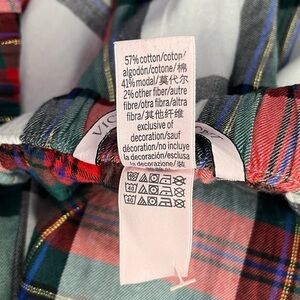 57% cotton/coton/
algodón/cotone/棉
41% modal/莫代尔
2% other fiber/autre
fibre/otra fibra/altra
fibra/其他纤维
exclusive of
decoration/sauf
décoration/no incluye
la decoración/esclusa
la decorazione/
VIC